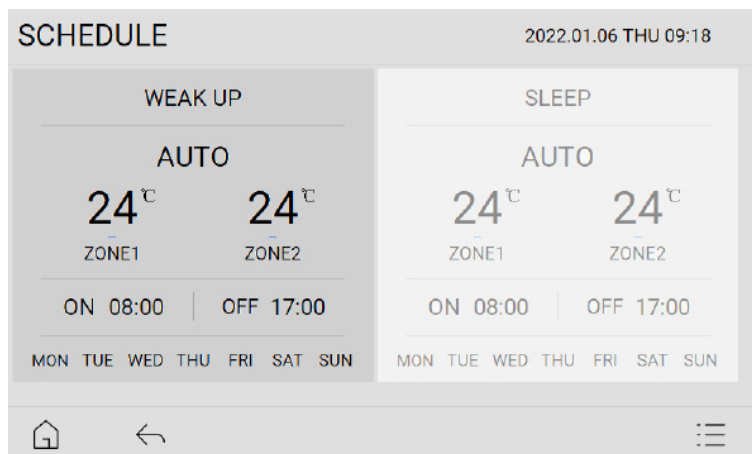 SCHEDULE
2022.01.06 THU 09:18
WEAK UP
AUTO
24℃ 24℃
ZONE1 ZONE2
ON 08:00 OFF 17:00
MON TUE WED THU FRI SAT SUN
SLEEP
AUTO
24℃ 24℃
ZONE1 ZONE2
ON 08:00 OFF 17:00
MON TUE WED THU FRI SAT SUN